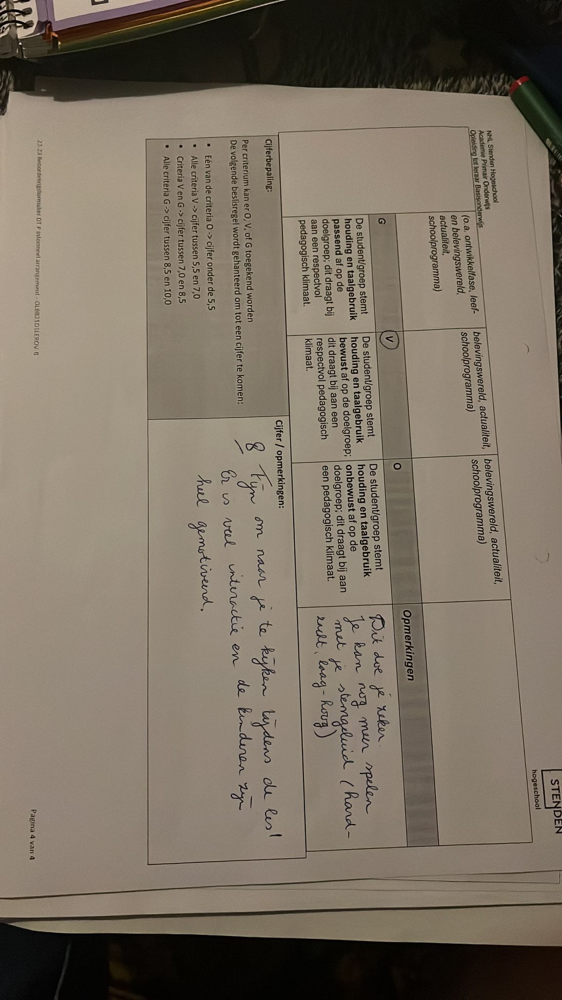 NHL Stenden Hogeschool
Academie Primair Onderwijs
Opleiding tot leraar Basisonderwijs
STENDEN
hogeschool
(o.a. ontwikkelfase, leef-
en belevingswereld,
actualiteit,
schoolprogramma)
belevingswereld, actualiteit,
schoolprogramma)
belevingswereld, actualiteit,
schoolprogramma)
G
V
O
Opmerkingen
De student/groep stemt
houding en taalgebruik
passend af op de
doelgroep; dit draagt bij
aan een respectvol
pedagogisch klimaat.
De student/groep stemt
houding en taalgebruik
bewust af op de doelgroep;
dit draagt bij aan een
respectvol pedagogisch
klimaat.
De student/groep stemt
houding en taalgebruik
onbewust af op de
doelgroep; dit draagt bij aan
een pedagogisch klimaat.
Dit doe je zeker.
Je kan nog meer spelen
met je stemgeluid (hard-
zacht, laag-hoog)
Cijferbepaling:
Per criterium kan er O, V, of G toegekend worden
De volgende beslisregel wordt gehanteerd om tot een cijfer te komen:
▪ Eén van de criteria O -> cijfer onder de 5,5
▪ Alle criteria V -> cijfer tussen 5,5 en 7,0
▪ Criteria V en G -> cijfer tussen 7,0 en 8,5
▪ Alle criteria G -> cijfer tussen 8,5 en 10,0
Cijfer / opmerkingen:
8 Fijn om naar je te kijken tijdens de les!
Er is veel interactie en de kinderen zijn
heel gemotiveerd.
22-23 Beoordelingsformulier OT P Informeel arrangement - OLBB21D1LEROV-B
Pagina 4 van 4